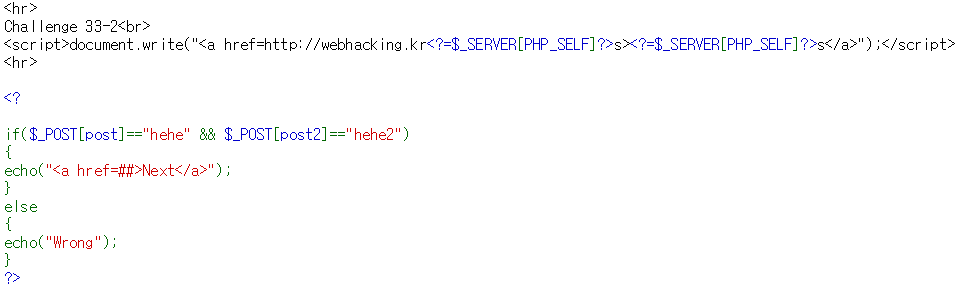 <hr>
Challenge 33-2<br>
<script>document.write("<a href=http://webhacking.kr<?=$_SERVER[PHP_SELF]?>s><?=$_SERVER[PHP_SELF]?>s</a>");</script>
<hr>
<?
if($_POST[post]=="hehe" && $_POST[post2]=="hehe2")
{
echo("<a href=##>Next</a>");
}
else
{
echo("Wrong");
}
?>